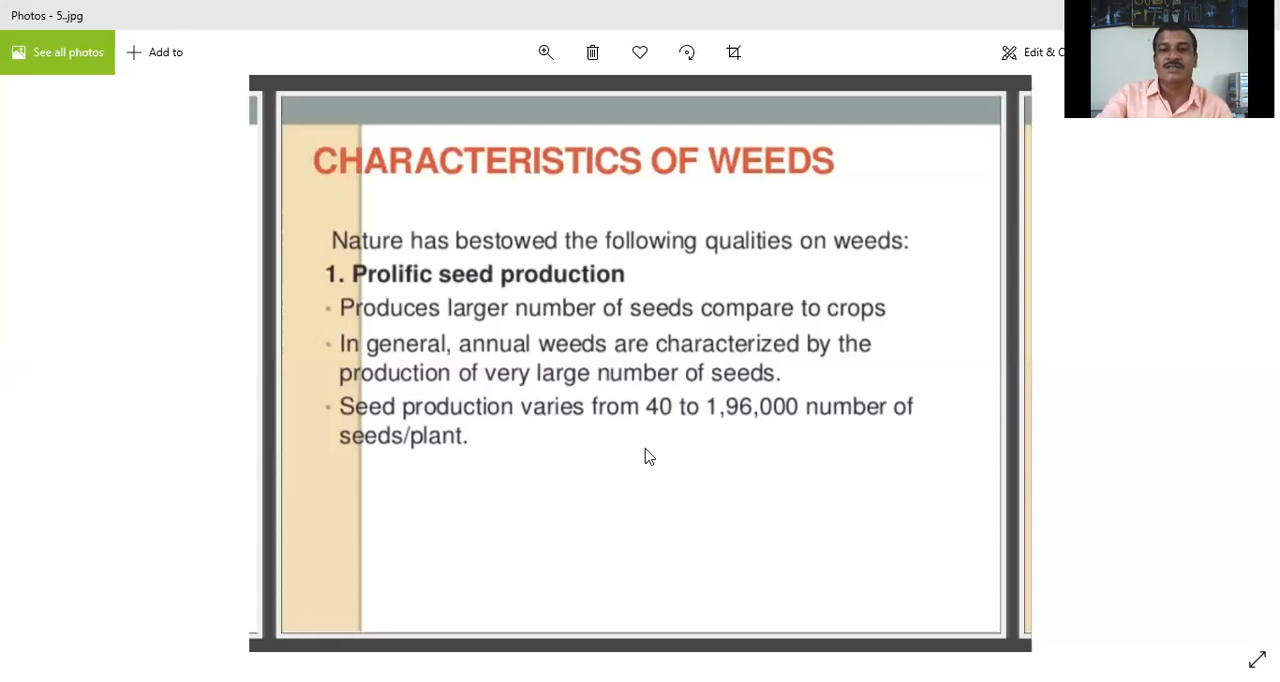 Photos - 5..jpg
See all photos
Add to
Edit & C
CHARACTERISTICS OF WEEDS
Nature has bestowed the following qualities on weeds:
1. Prolific seed production
Produces larger number of seeds compare to crops
In general, annual weeds are characterized by the
production of very large number of seeds.
Seed production varies from 40 to 1,96,000 number of
seeds/plant.